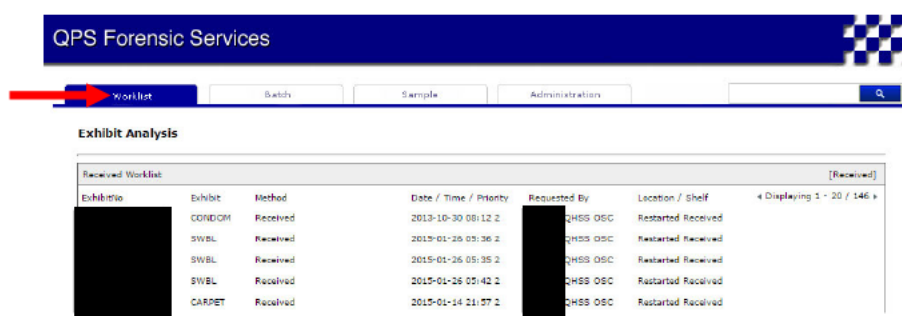 QPS Forensic Services
Worklist Batch Sample Administration
Exhibit Analysis
Received Worklist [Received]
ExhibitNo Exhibit Method Date / Time / Priority Requested By Location / Shelf Displaying 1 - 20 / 146
CONDOM Received 2013-10-30 08:12 2 QHSS OSC Restarted Received
SWBL Received 2015-01-26 05:36 2 QHSS OSC Restarted Received
SWBL Received 2015-01-26 05:35 2 QHSS OSC Restarted Received
SWBL Received 2015-01-26 05:42 2 QHSS OSC Restarted Received
CARPET Received 2015-01-14 21:57 2 QHSS OSC Restarted Received